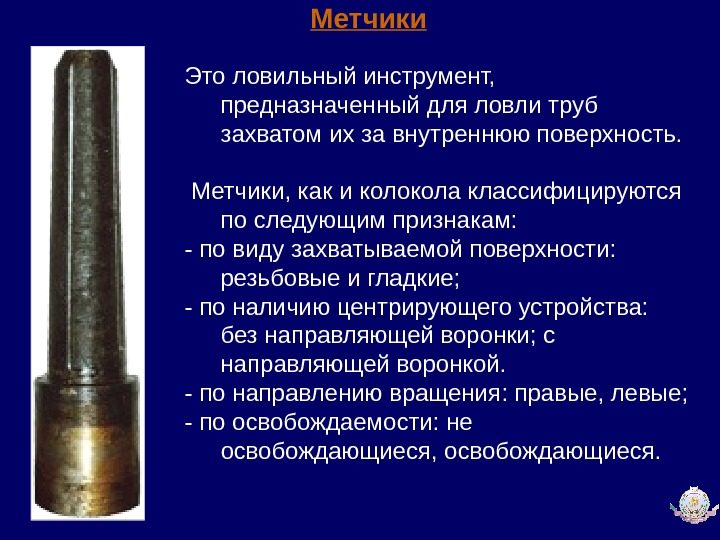 Метчики
Это ловильный инструмент,
предназначенный для ловли труб
захватом их за внутреннюю поверхность.
Метчики, как и колокола классифицируются
по следующим признакам:
- по виду захватываемой поверхности:
резьбовые и гладкие;
- по наличию центрирующего устройства:
без направляющей воронки; с
направляющей воронкой.
- по направлению вращения: правые, левые;
- по освобождаемости: не
освобождающиеся, освобождающиеся.